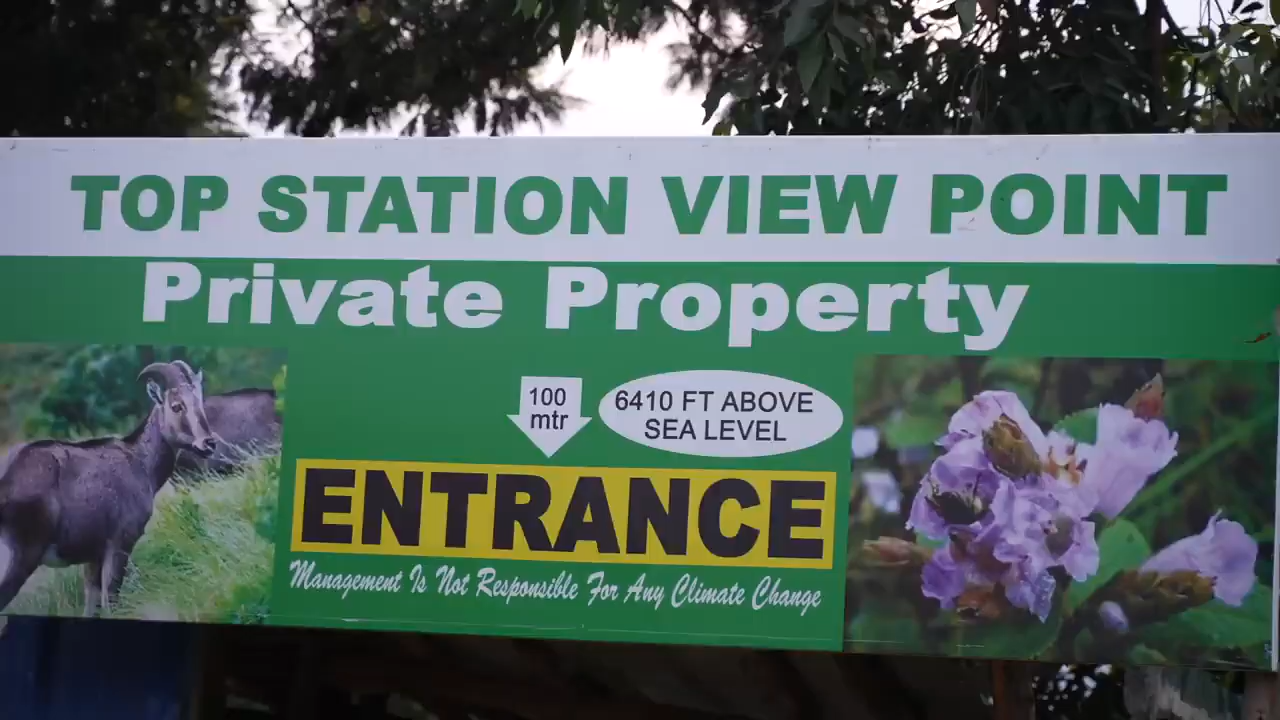 TOP STATION VIEW POINT
Private Property
100
mtr
6410 FT ABOVE
SEA LEVEL
ENTRANCE
Management Is Not Responsible For Any Climate Change